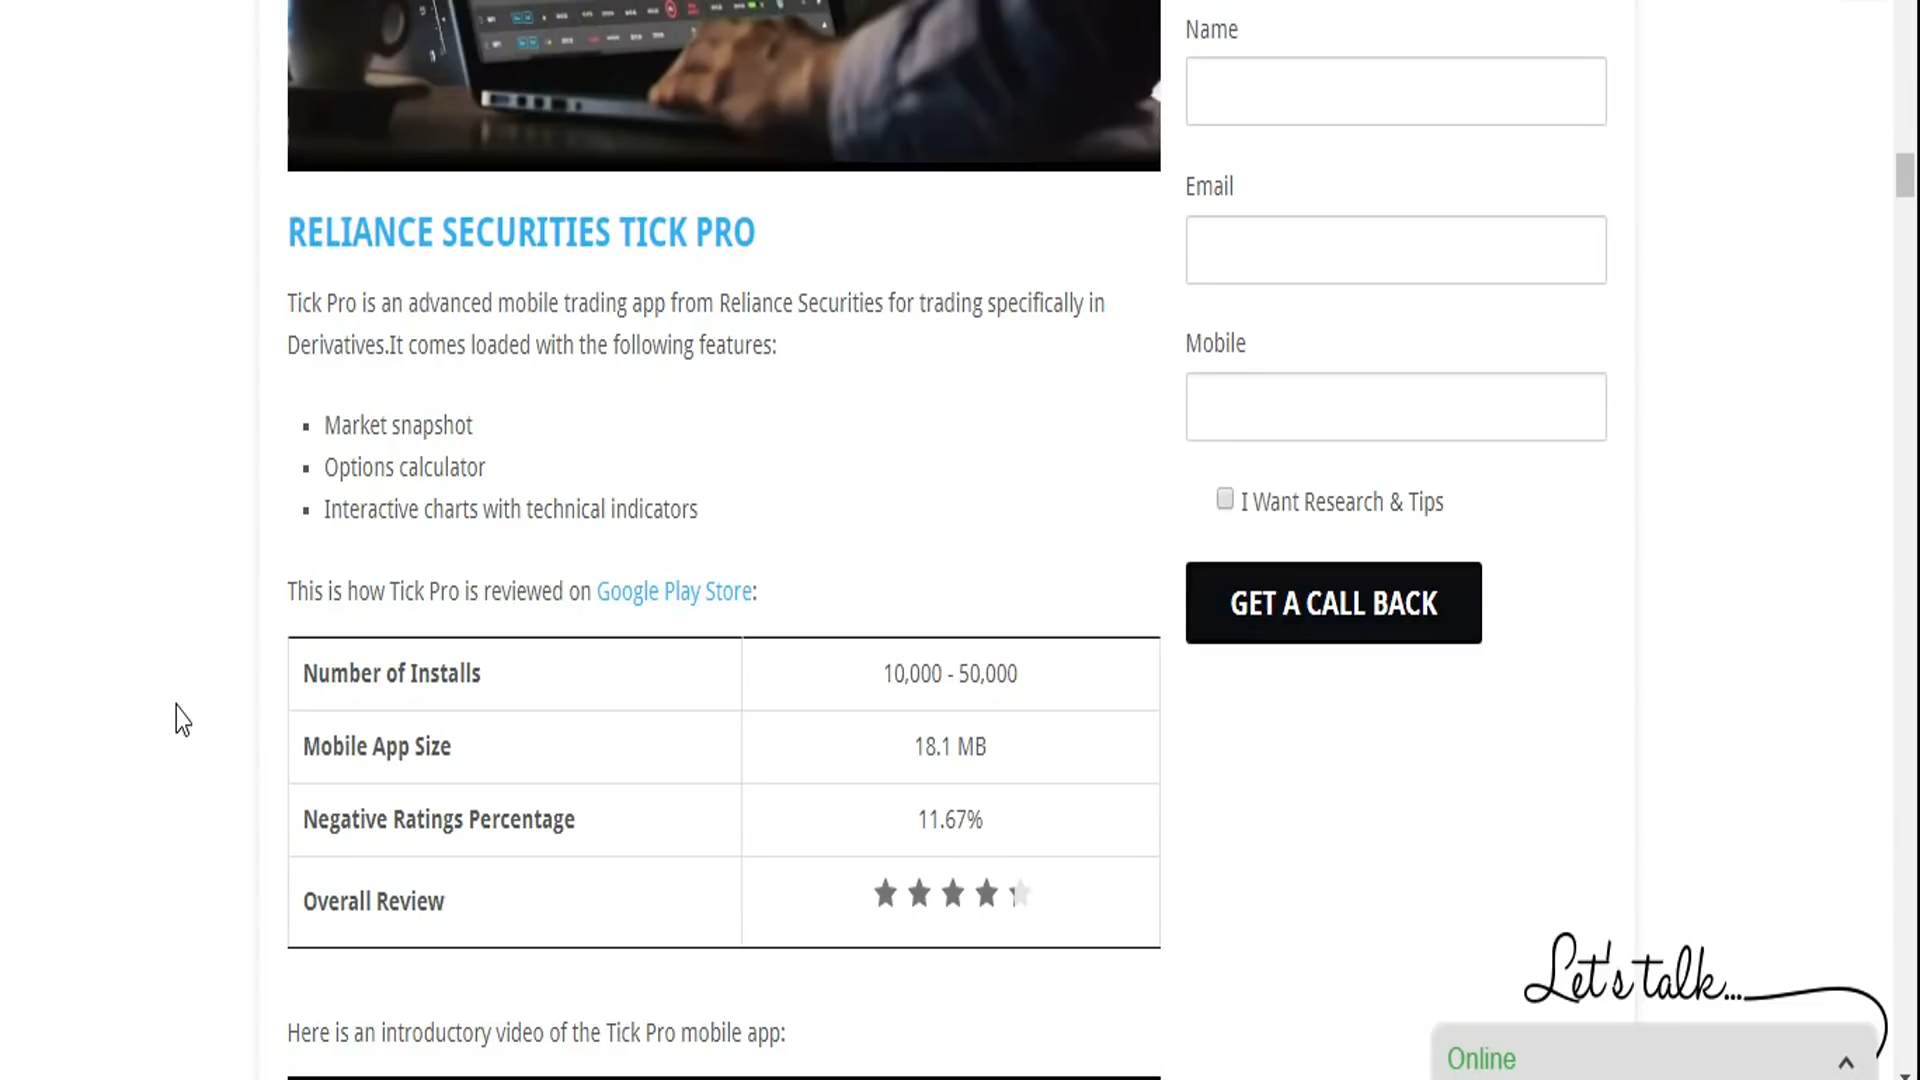 RELIANCE SECURITIES TICK PRO
Tick Pro is an advanced mobile trading app from Reliance Securities for trading specifically in
Derivatives.It comes loaded with the following features:
Market snapshot
Options calculator
Interactive charts with technical indicators
This is how Tick Pro is reviewed on Google Play Store:
Number of Installs 10,000 - 50,000
Mobile App Size 18.1 MB
Negative Ratings Percentage 11.67%
Overall Review
Here is an introductory video of the Tick Pro mobile app:
Name
Email
Mobile
I Want Research & Tips
GET A CALL BACK
Let's talk...
Online